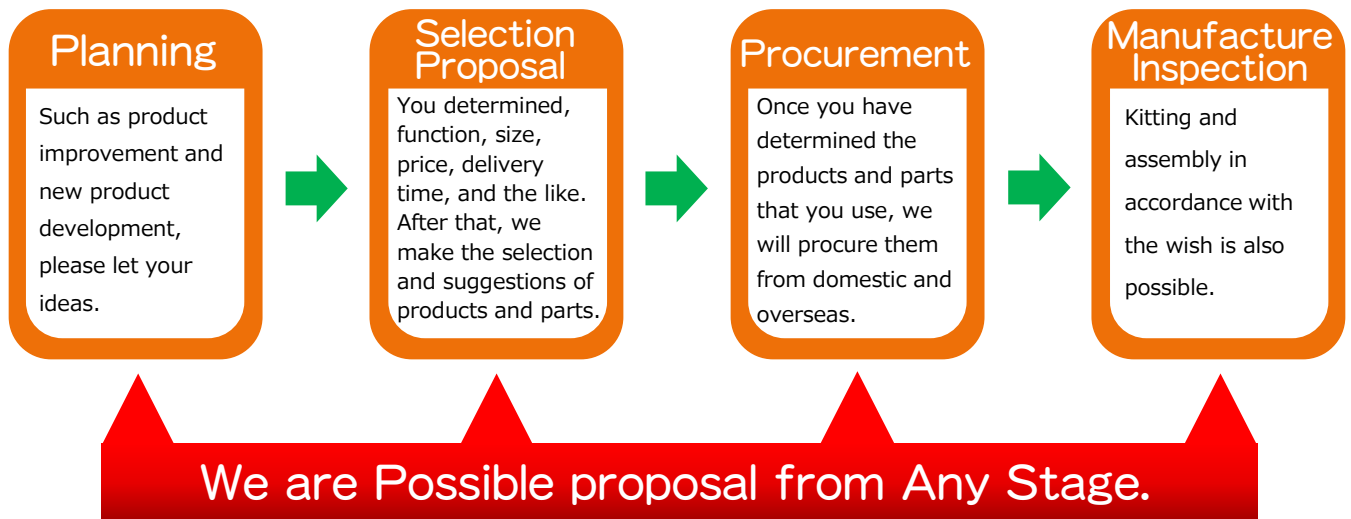 Planning
Such as product
improvement and
new product
development,
please let your
ideas.
Selection
Proposal
You determined,
function, size,
price, delivery
time, and the like.
After that, we
make the selection
and suggestions of
products and parts.
Procurement
Once you have
determined the
products and parts
that you use, we
will procure them
from domestic and
overseas.
Manufacture
Inspection
Kitting and
assembly in
accordance with
the wish is also
possible.
We are Possible proposal from Any Stage.